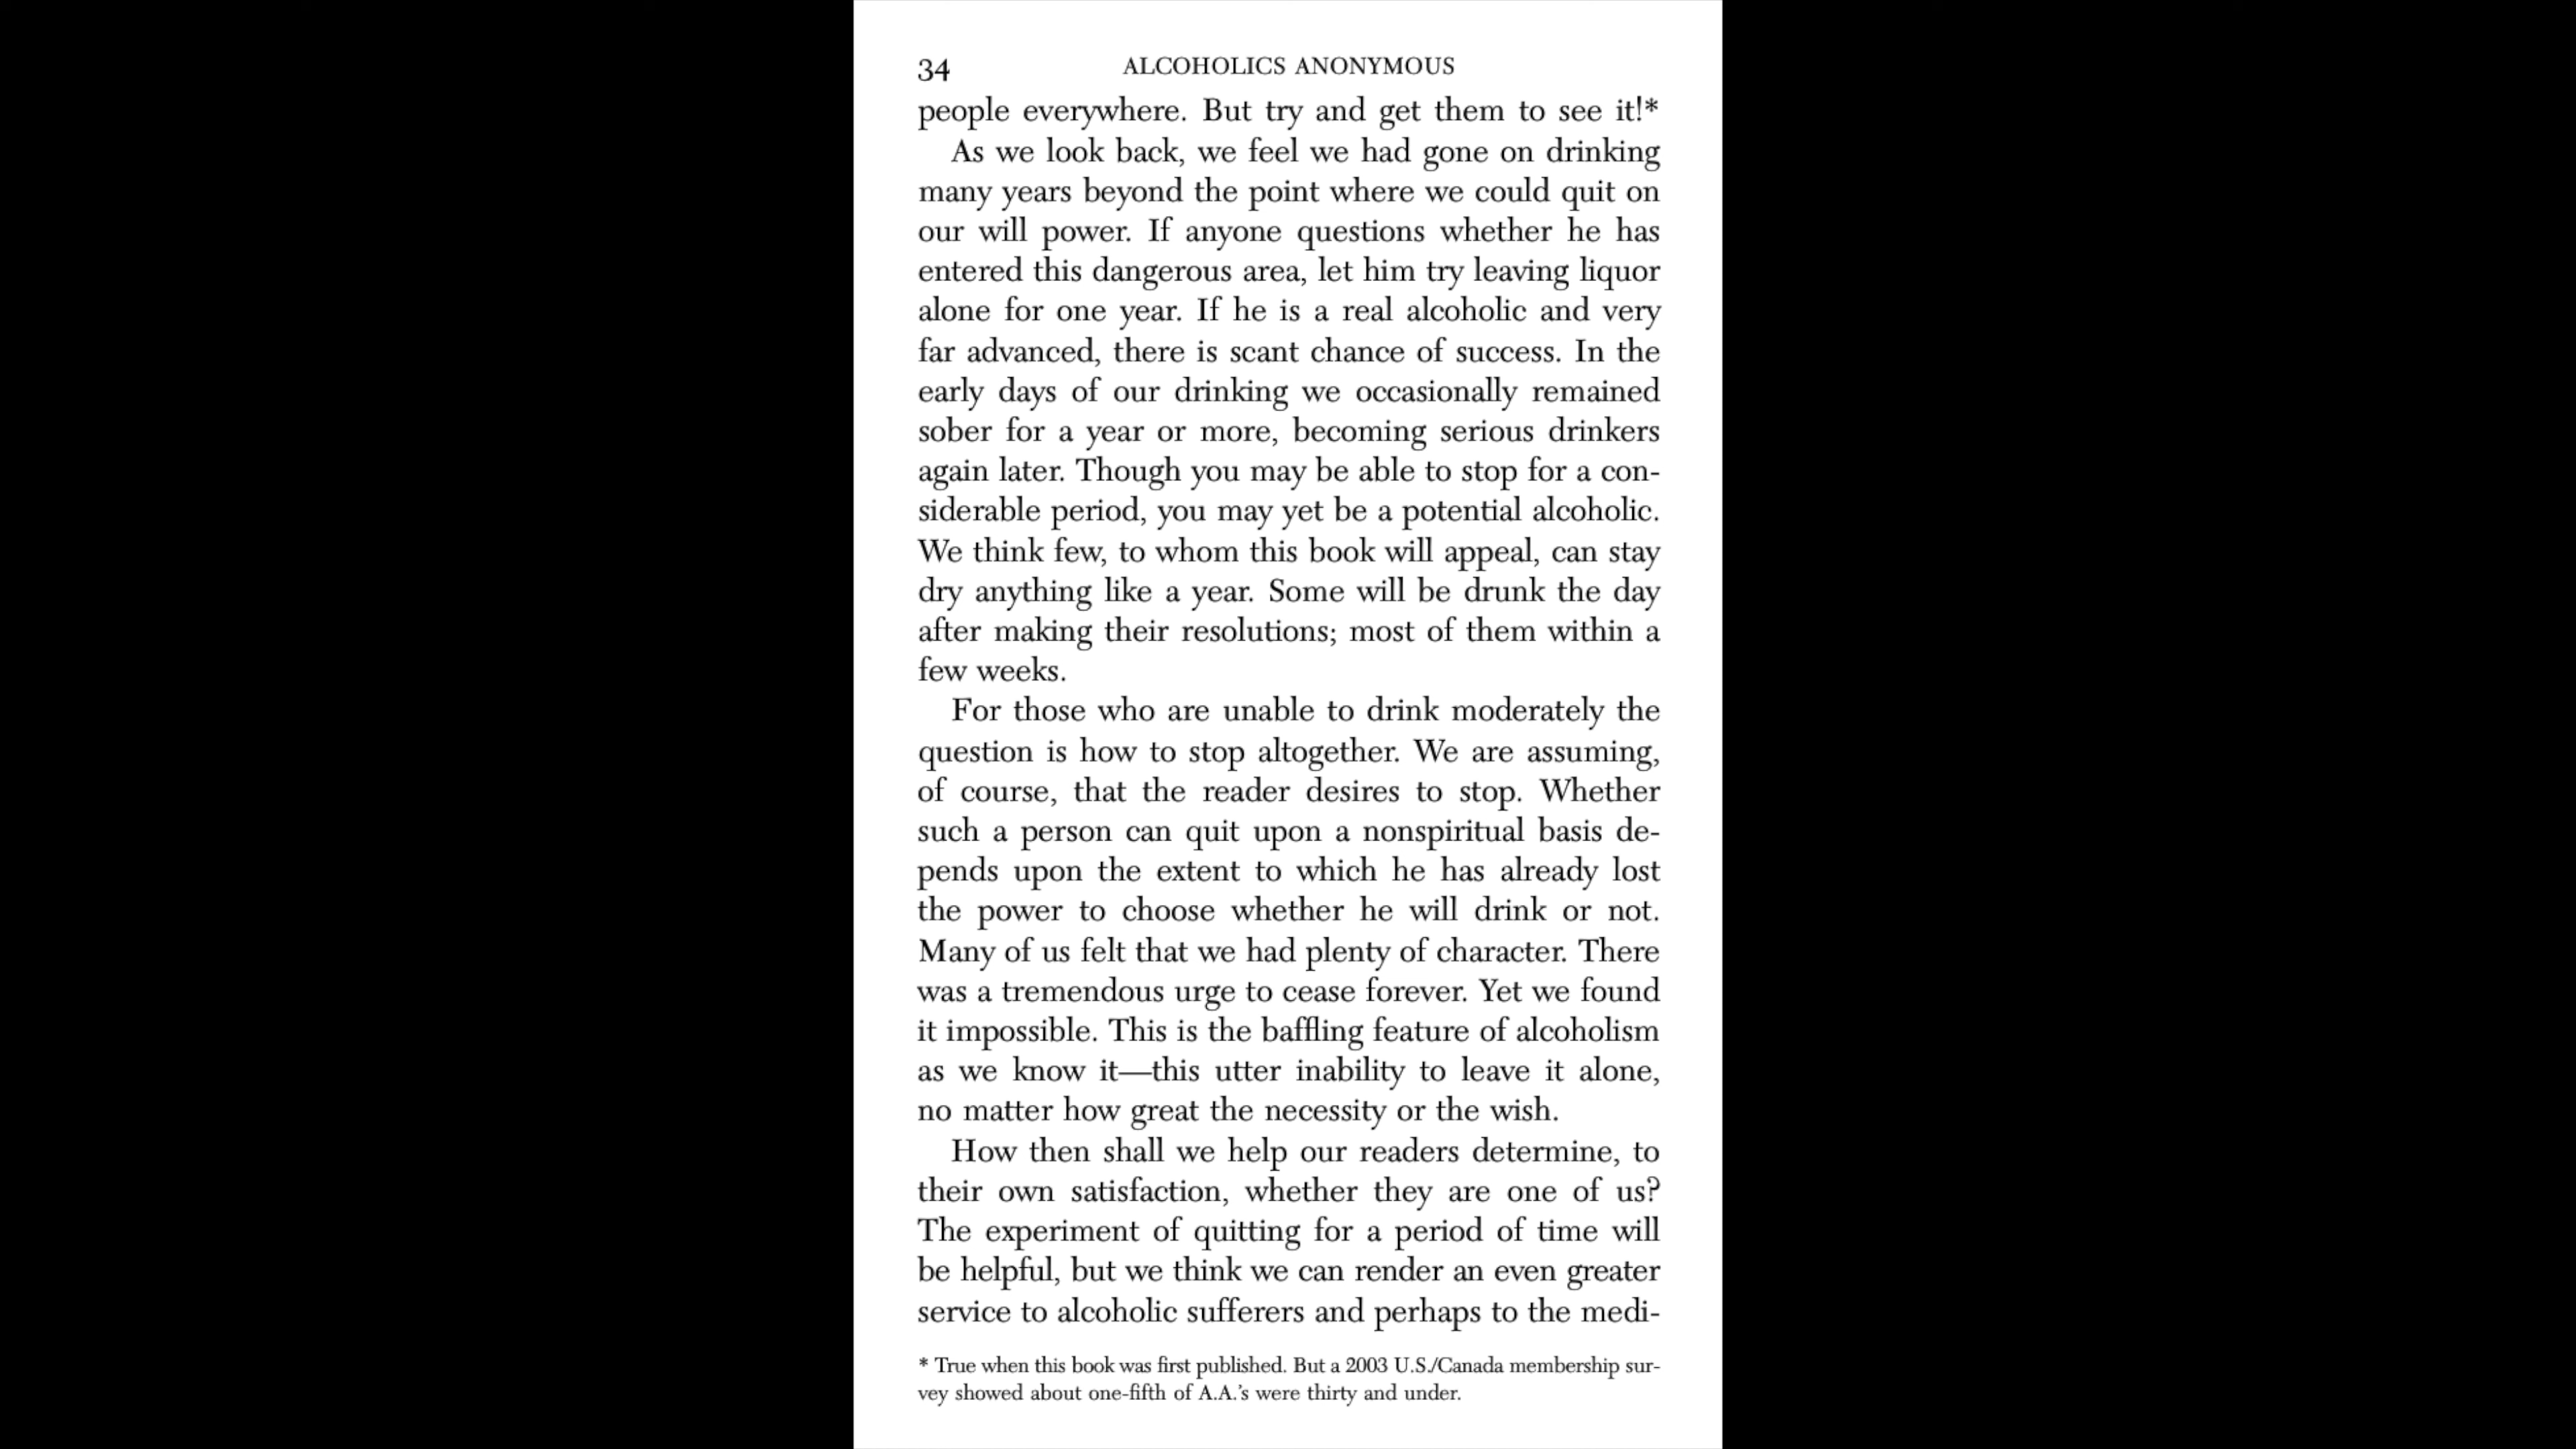 34 ALCOHOLICS ANONYMOUS
people everywhere. But try and get them to see it!*
As we look back, we feel we had gone on drinking
many years beyond the point where we could quit on
our will power. If anyone questions whether he has
entered this dangerous area, let him try leaving liquor
alone for one year. If he is a real alcoholic and very
far advanced, there is scant chance of success. In the
early days of our drinking we occasionally remained
sober for a year or more, becoming serious drinkers
again later. Though you may be able to stop for a con-
siderable period, you may yet be a potential alcoholic.
We think few, to whom this book will appeal, can stay
dry anything like a year. Some will be drunk the day
after making their resolutions; most of them within a
few weeks.
For those who are unable to drink moderately the
question is how to stop altogether. We are assuming,
of course, that the reader desires to stop. Whether
such a person can quit upon a nonspiritual basis de-
pends upon the extent to which he has already lost
the power to choose whether he will drink or not.
Many of us felt that we had plenty of character. There
was a tremendous urge to cease forever. Yet we found
it impossible. This is the baffling feature of alcoholism
as we know it—this utter inability to leave it alone,
no matter how great the necessity or the wish.
How then shall we help our readers determine, to
their own satisfaction, whether they are one of us?
The experiment of quitting for a period of time will
be helpful, but we think we can render an even greater
service to alcoholic sufferers and perhaps to the medi-
* True when this book was first published. But a 2003 U.S./Canada membership sur-
vey showed about one-fifth of A.A.’s were thirty and under.